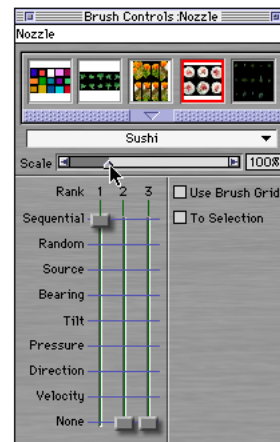 Brush Controls :Nozzle
Nozzle
Sushi
Scale 100%
Rank 1 2 3
Use Brush Grid
Sequential
To Selection
Random
Source
Bearing
Tilt
Pressure
Direction
Velocity
None